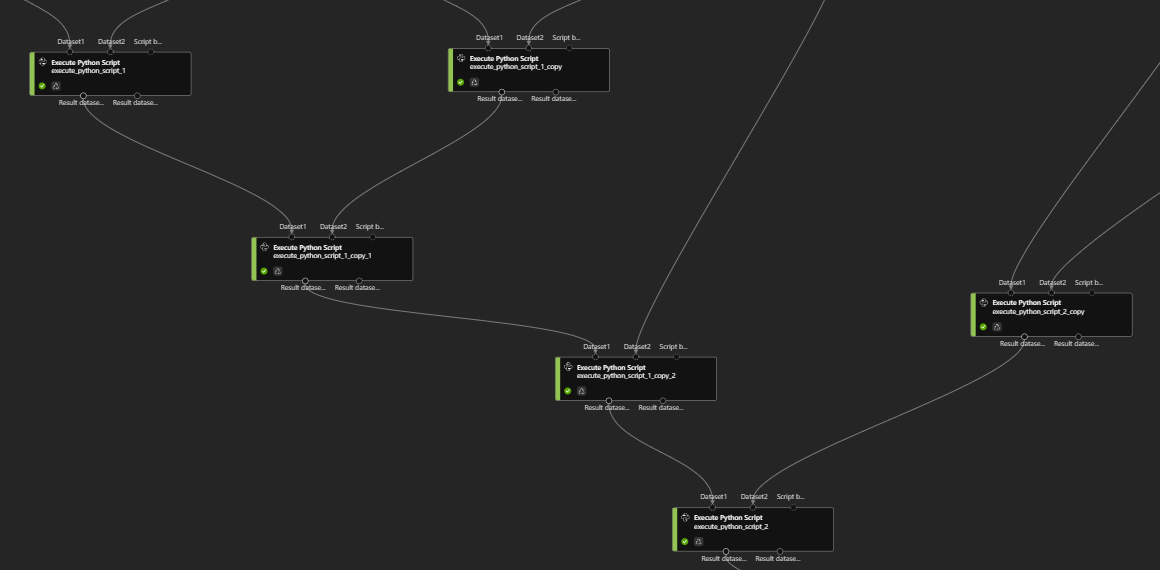 Dataset1 Dataset2 Script b...
Execute Python Script
execute_python_script_1
Result datase... Result datase...
Dataset1 Dataset2 Script b...
Execute Python Script
execute_python_script_1_copy
Result datase... Result datase...
Dataset1 Dataset2 Script b...
Execute Python Script
execute_python_script_1_copy_1
Result datase... Result datase...
Dataset1 Dataset2 Script b...
Execute Python Script
execute_python_script_2_copy
Result datase... Result datase...
Dataset1 Dataset2 Script b...
Execute Python Script
execute_python_script_1_copy_2
Result datase... Result datase...
Dataset1 Dataset2 Script b...
Execute Python Script
execute_python_script_2
Result datase... Result datase...